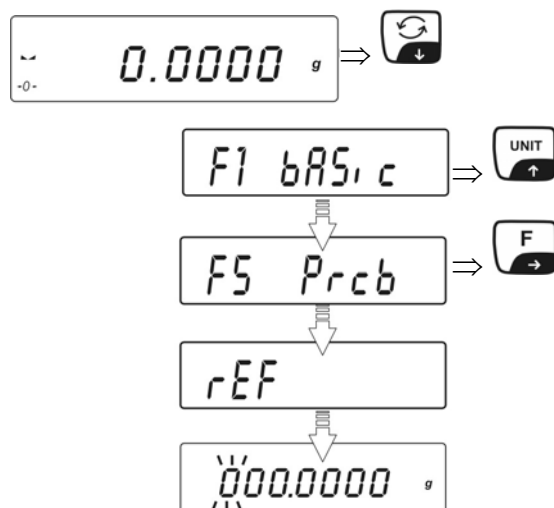 0.0000 g
-0-
F1 bASic
UNIT
F5 Prcb
F
rEF
000.0000 g